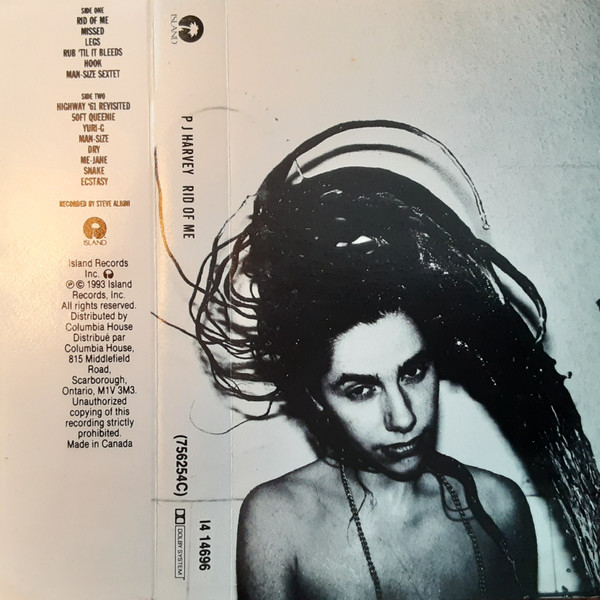 SIDE ONE
RID OF ME
MISSED
LEGS
RUB 'TIL IT BLEEDS
HOOK
MAN-SIZE SEXTET
SIDE TWO
HIGHWAY '61 REVISITED
SOFT QUEENIE
YURI-G
MAN-SIZE
DRY
ME-JANE
SNAKE
ECSTASY
RECORDED BY STEVE ALBINI
ISLAND
Island Records
Inc.
℗ © 1993 Island
Records, Inc.
All rights reserved.
Distributed by
Columbia House
Distribué par
Columbia House,
815 Middlefield
Road,
Scarborough,
Ontario, M1V 3M3.
Unauthorized
copying of this
recording strictly
prohibited.
Made in Canada
ISLAND
P J HARVEY RID OF ME
(756254C)
I4 14696
DOLBY SYSTEM